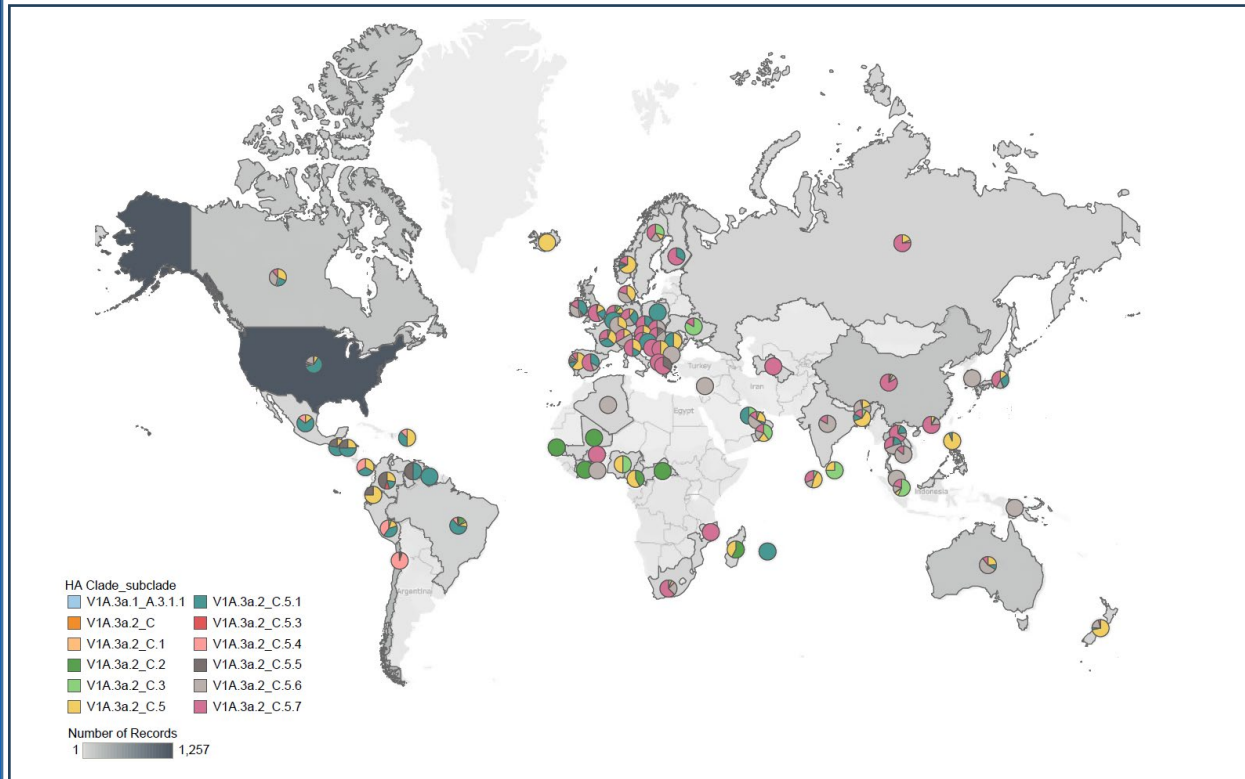 Turkey
Iran
Egypt
Indonesia
Argentina
HA Clade_subclade
V1A.3a.1_A.3.1.1 V1A.3a.2_C.5.1
V1A.3a.2_C V1A.3a.2_C.5.3
V1A.3a.2_C.1 V1A.3a.2_C.5.4
V1A.3a.2_C.2 V1A.3a.2_C.5.5
V1A.3a.2_C.3 V1A.3a.2_C.5.6
V1A.3a.2_C.5 V1A.3a.2_C.5.7
Number of Records
1 1,257